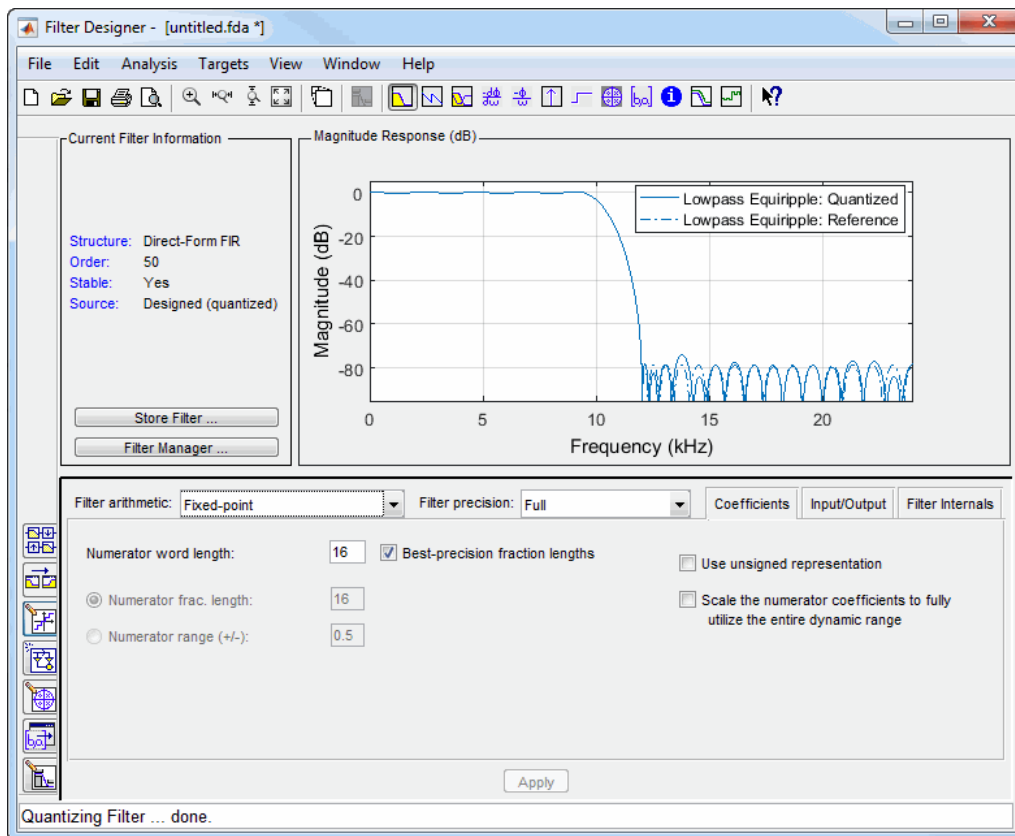 Filter Designer - [untitled.fda *]
File Edit Analysis Targets View Window Help
Current Filter Information
Structure: Direct-Form FIR
Order: 50
Stable: Yes
Source: Designed (quantized)
Store Filter ...
Filter Manager ...
Magnitude Response (dB)
Lowpass Equiripple: Quantized
Lowpass Equiripple: Reference
Magnitude (dB)
0
-20
-40
-60
-80
0 5 10 15 20
Frequency (kHz)
Filter arithmetic: Fixed-point Filter precision: Full Coefficients Input/Output Filter Internals
Numerator word length: 16 Best-precision fraction lengths
Numerator frac. length: 16
Numerator range (+/-): 0.5
Use unsigned representation
Scale the numerator coefficients to fully
utilize the entire dynamic range
Apply
Quantizing Filter ... done.